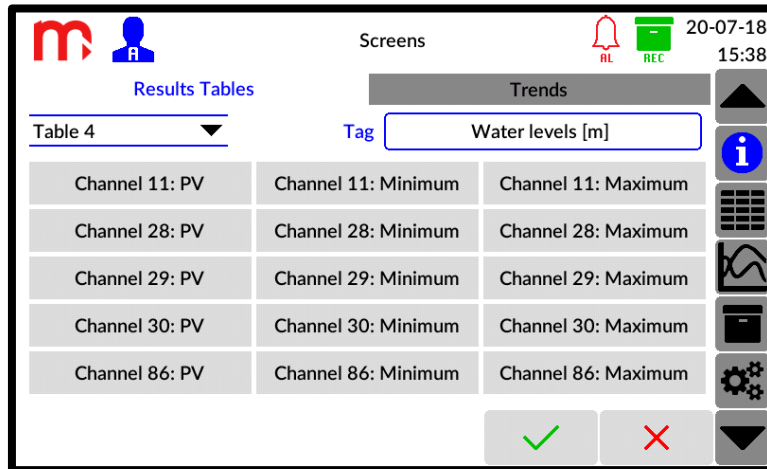 Screens
20-07-18
A
AL
REC
15:38
Results Tables
Trends
Table 4
Tag
Water levels [m]
Channel 11: PV
Channel 11: Minimum
Channel 11: Maximum
Channel 28: PV
Channel 28: Minimum
Channel 28: Maximum
Channel 29: PV
Channel 29: Minimum
Channel 29: Maximum
Channel 30: PV
Channel 30: Minimum
Channel 30: Maximum
Channel 86: PV
Channel 86: Minimum
Channel 86: Maximum